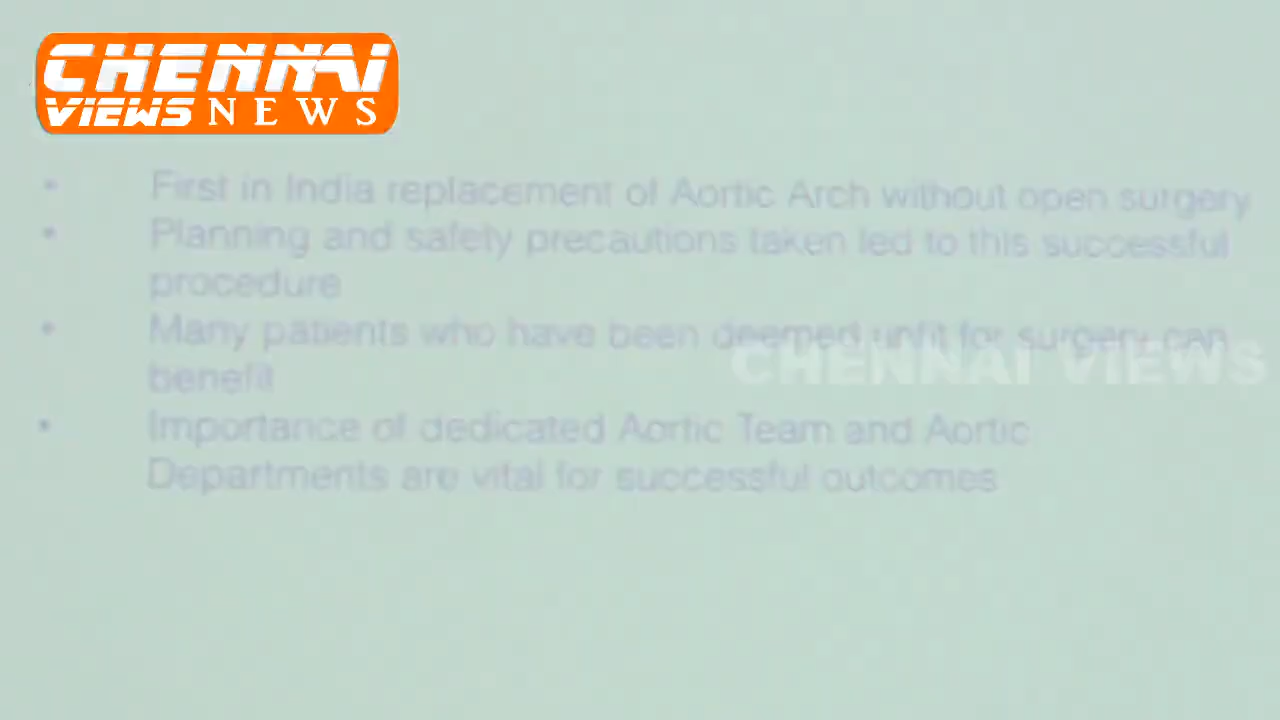 CHENNAI
VIEWS NEWS
• First in India replacement of Aortic Arch without open surgery
• Planning and safety precautions taken led to this successful
procedure
• Many patients who have been deemed unfit for surgery can
benefit
CHENNAI VIEWS
• Importance of dedicated Aortic Team and Aortic
Departments are vital for successful outcomes